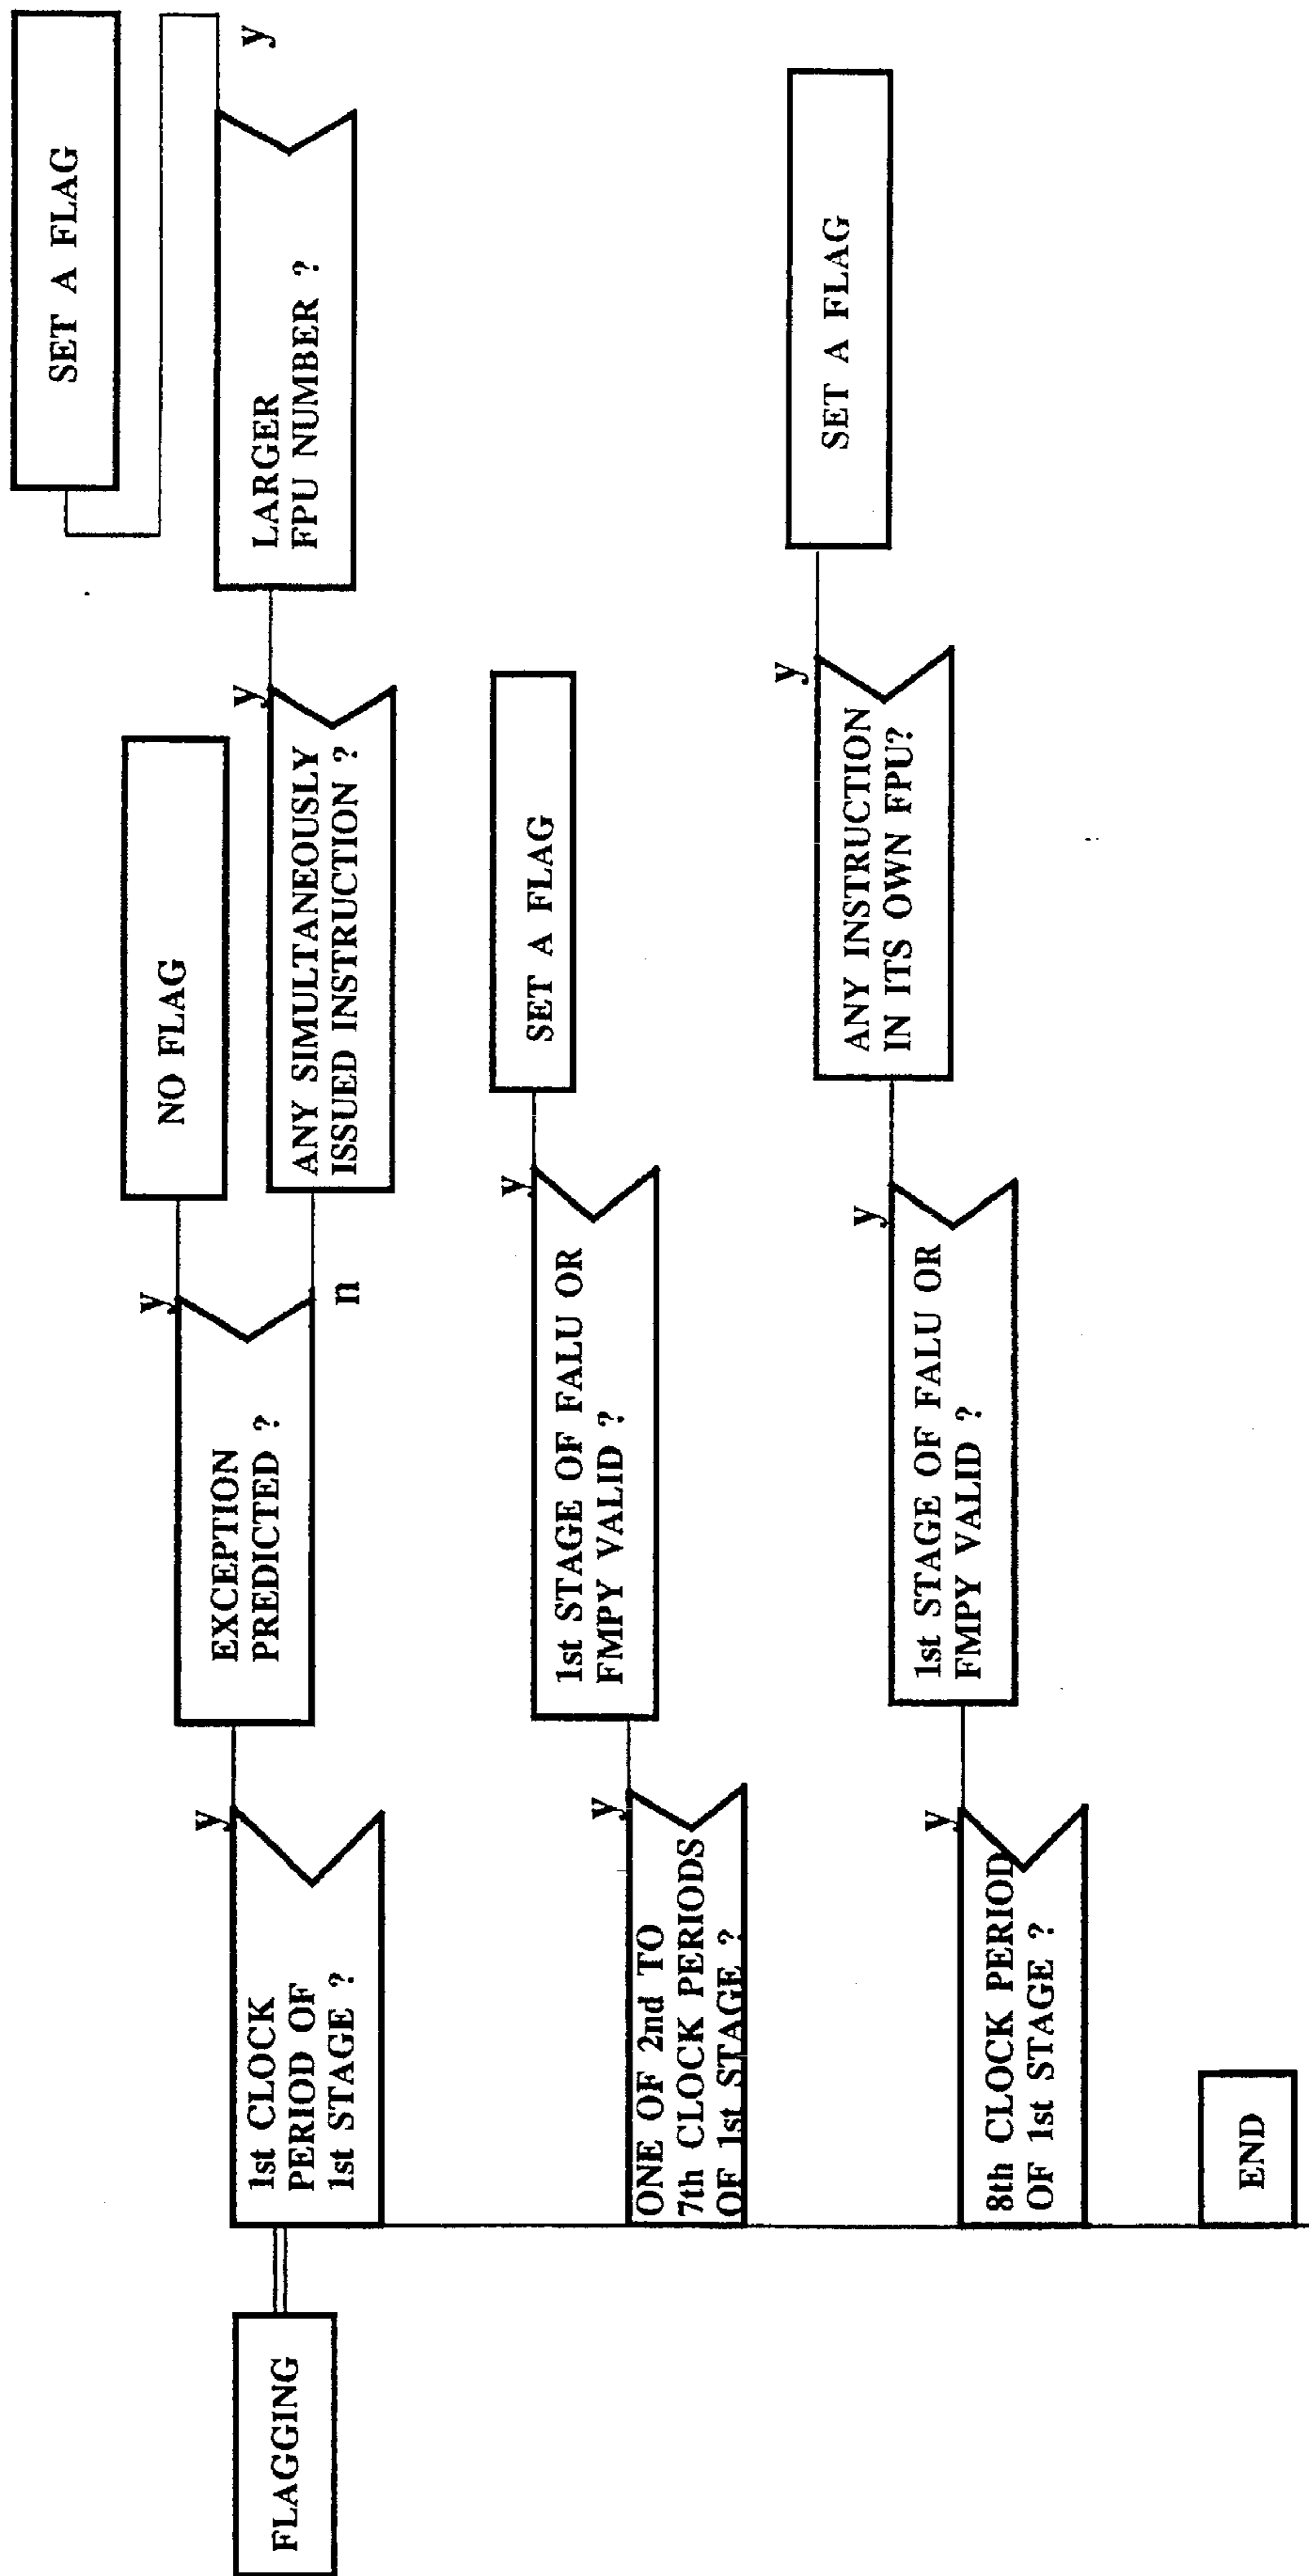 FLAGGING
1st CLOCK
PERIOD OF
1st STAGE ?
y
EXCEPTION
PREDICTED ?
y
NO FLAG
n
ANY SIMULTANEOUSLY
ISSUED INSTRUCTION ?
y
LARGER
FPU NUMBER ?
y
SET A FLAG
ONE OF 2nd TO
7th CLOCK PERIODS
OF 1st STAGE ?
y
1st STAGE OF FALU OR
FMPY VALID ?
y
SET A FLAG
8th CLOCK PERIOD
OF 1st STAGE ?
y
1st STAGE OF FALU OR
FMPY VALID ?
y
ANY INSTRUCTION
IN ITS OWN FPU?
y
SET A FLAG
END